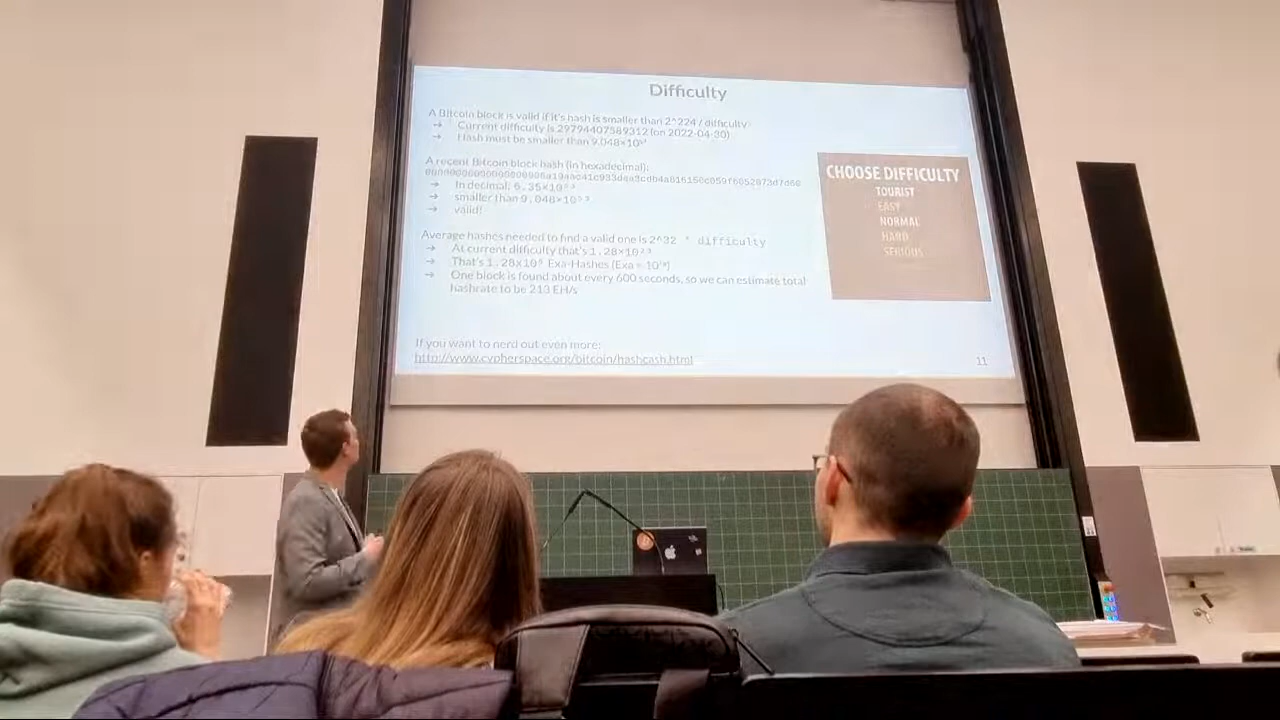 Difficulty
A Bitcoin block is valid if it's hash is smaller than 2^224 / difficulty
➔ Current difficulty is 29794407589312 (on 2022-04-30)
➔ Hash must be smaller than 9.048×10⁵³
A recent Bitcoin block hash (in hexadecimal):
➔ In decimal: 6.35×10⁵³
➔ smaller than 9.048×10⁵³
➔ valid!
Average hashes needed to find a valid one is 2^32 * difficulty
➔ At current difficulty that's 1.28×10²³
➔ That's 1.28×10⁵ Exa-Hashes (Exa = 10¹⁸)
➔ One block is found about every 600 seconds, so we can estimate total
hashrate to be 213 EH/s
If you want to nerd out even more:
http://www.cypherspace.org/bitcoin/hashcash.html
11
CHOOSE DIFFICULTY
TOURIST
EASY
NORMAL
HARD
SERIOUS